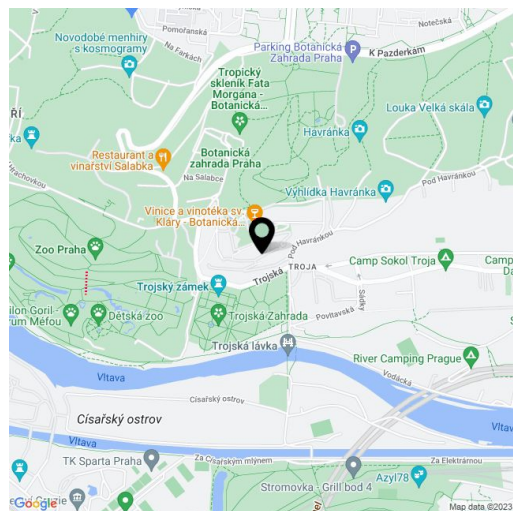 Novodobé menhiry
s kosmogramy
Pomořanská
Na Farkách
Notečská
Parking Botanická
Zahrada Praha
K Pazderkám
Tropický
skleník Fata
Morgana -
Botanická...
Louka Velká skála
Havránka
Restaurant a
vinařství Salabka
Botanická
zahrada Praha
Na Salabce
Výhlídka Havránka
Pod Havránkou
Vinice a vinotéka sv.
Kláry - Botanická...
Pod Havránkou
Zoo Praha
Trojská
TROJA
Camp Sokol Troja
Camp
Trojský zámek
Sádky
Dětská zoo
Trojská Zahrada
Povltavská
Trojská lávka
River Camping Prague
Vodácká
Vltava
Císařský ostrov
Císařský ostrov
Vltava
Za Císařským mlýnem
Za Elektrárnou
TK Sparta Praha
Stromovka - Grill bod 4
Azyl78
Google
Map data ©2023